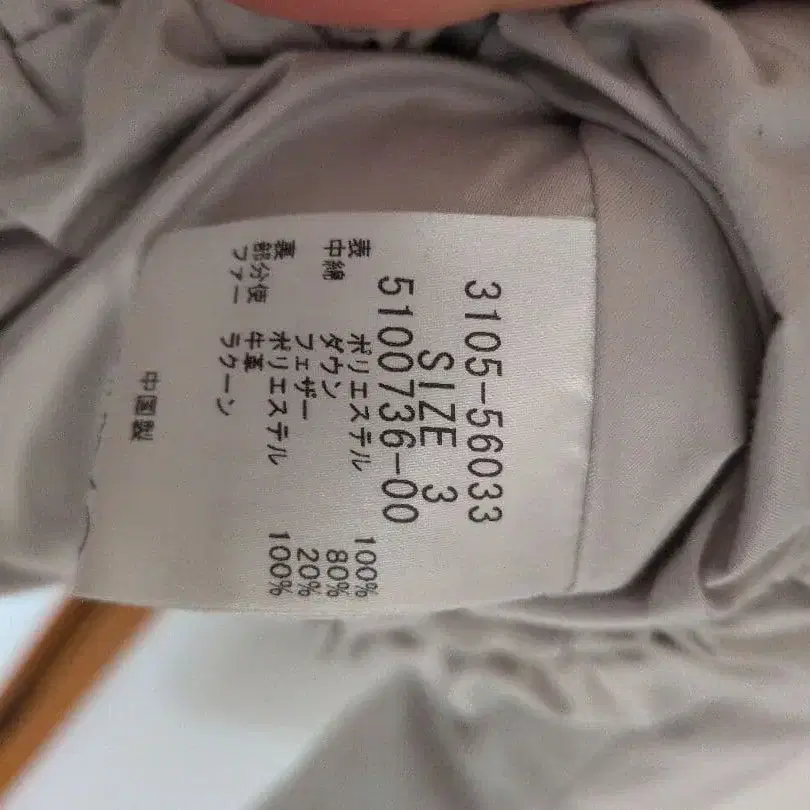 3105-56033
SIZE 3
5100736-00
表 ポリエステル 100%
中綿 ダウン 80%
フェザー 20%
裏 ポリエステル 100%
部分使 牛革
ファー ラクーン
中国製